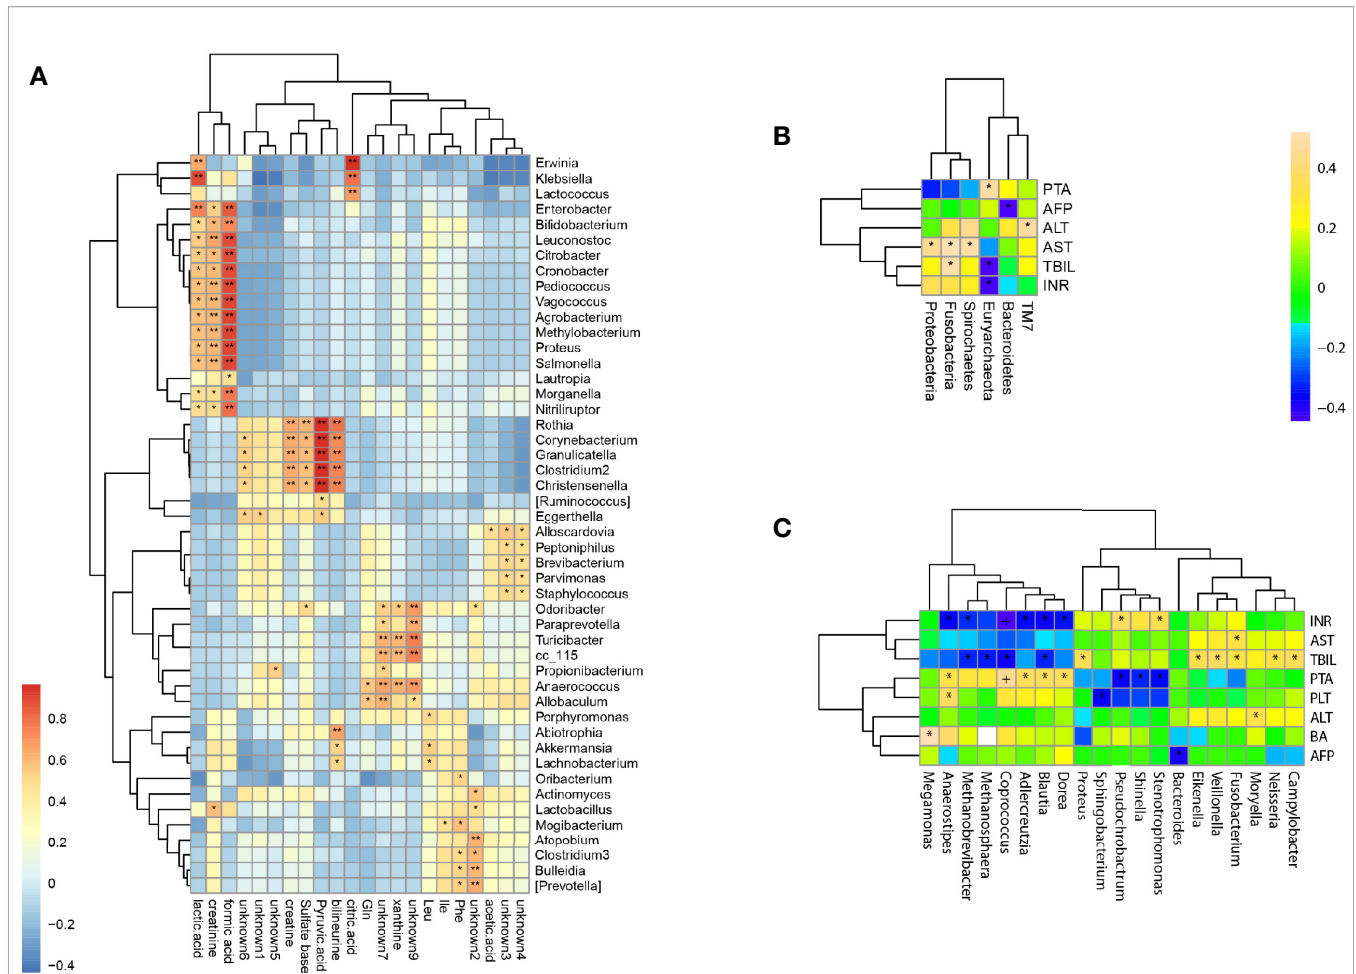 A
Erwinia
Klebsiella
Lactococcus
Enterobacter
Bifidobacterium
Leuconostoc
Citrobacter
Cronobacter
Pediococcus
Vagococcus
Agrobacterium
Methylobacterium
Proteus
Salmonella
Lautropia
Morganella
Nitriliruptor
Rothia
Corynebacterium
Granulicatella
Clostridium2
Christensenella
[Ruminococcus]
Eggerthella
Alloscardovia
Peptoniphilus
Brevibacterium
Parvimonas
Staphylococcus
Odoribacter
Paraprevotella
Turicibacter
cc_115
Propionibacterium
Anaerococcus
Allobaculum
Porphyromonas
Abiotrophia
Akkermansia
Lachnobacterium
Oribacterium
Actinomyces
Lactobacillus
Mogibacterium
Atopobium
Clostridium3
Bulleidia
[Prevotella]
lactic.acid
creatinine
formic.acid
unknown6
unknown1
unknown5
creatine
Sulfate base
Pyruvic.acid
bilineurine
citric.acid
Gln
unknown7
xanthine
unknown9
Leu
Ile
Phe
unknown2
acetic.acid
unknown3
unknown4
0.8
0.6
0.4
0.2
0
−0.2
−0.4
B
PTA
AFP
ALT
AST
TBIL
INR
Proteobacteria
Fusobacteria
Spirochaetes
Euryarchaeota
Bacteroidetes
TM7
0.4
0.2
0
−0.2
−0.4
C
INR
AST
TBIL
PTA
PLT
ALT
BA
AFP
Megamonas
Anaerostipes
Methanobrevibacter
Methanosphaera
Coprococcus
Adlercreutzia
Blautia
Dorea
Proteus
Sphingobacterium
Pseudochrobactrum
Shinella
Stenotrophomonas
Bacteroides
Eikenella
Veillonella
Fusobacterium
Moryella
Neisseria
Campylobacter